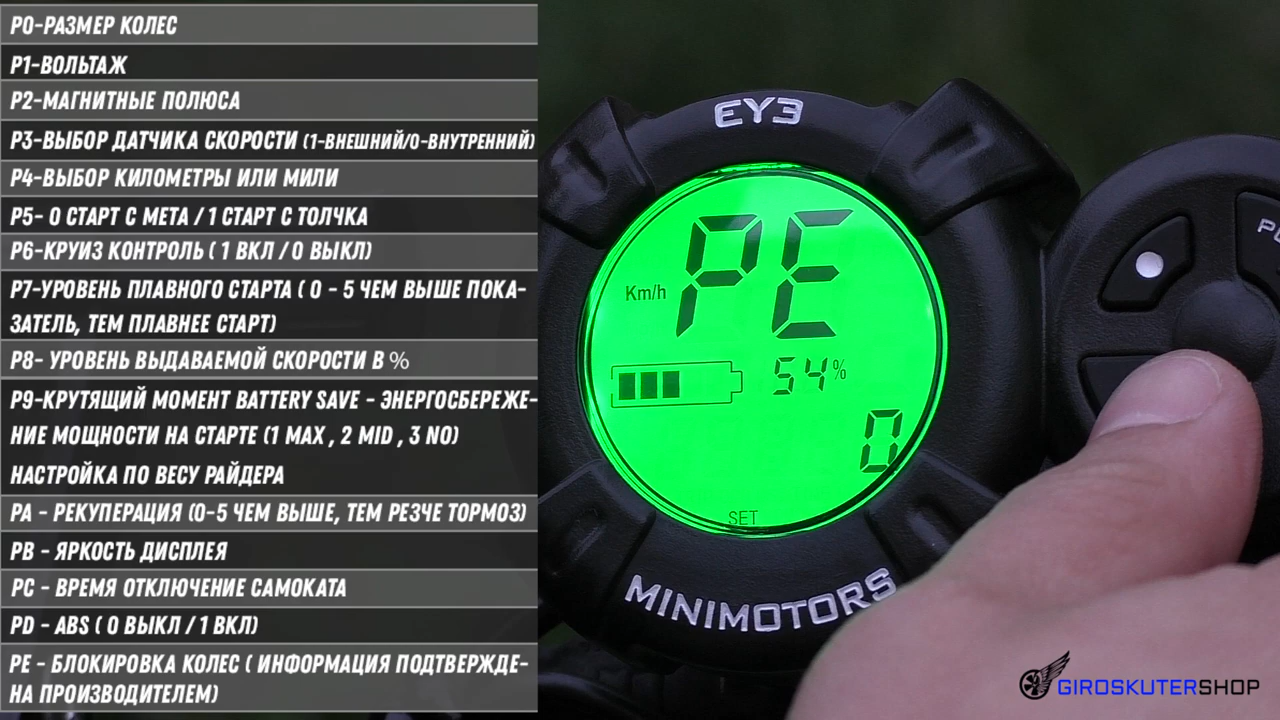 P0-РАЗМЕР КОЛЕС
P1-ВОЛЬТАЖ
P2-МАГНИТНЫЕ ПОЛЮСА
P3-ВЫБОР ДАТЧИКА СКОРОСТИ (1-ВНЕШНИЙ/0-ВНУТРЕННИЙ)
P4-ВЫБОР КИЛОМЕТРЫ ИЛИ МИЛИ
P5- 0 СТАРТ С МЕТА / 1 СТАРТ С ТОЛЧКА
P6-КРУИЗ КОНТРОЛЬ ( 1 ВКЛ / 0 ВЫКЛ)
P7-УРОВЕНЬ ПЛАВНОГО СТАРТА ( 0 - 5 ЧЕМ ВЫШЕ ПОКА-
ЗАТЕЛЬ, ТЕМ ПЛАВНЕЕ СТАРТ)
P8- УРОВЕНЬ ВЫДАВАЕМОЙ СКОРОСТИ В %
P9-КРУТЯЩИЙ МОМЕНТ BATTERY SAVE - ЭНЕРГОСБЕРЕЖЕ-
НИЕ МОЩНОСТИ НА СТАРТЕ (1 MAX , 2 MID , 3 NO)
НАСТРОЙКА ПО ВЕСУ РАЙДЕРА
PA - РЕКУПЕРАЦИЯ (0-5 ЧЕМ ВЫШЕ, ТЕМ РЕЗЧЕ ТОРМОЗ)
PB - ЯРКОСТЬ ДИСПЛЕЯ
PC - ВРЕМЯ ОТКЛЮЧЕНИЕ САМОКАТА
PD - ABS ( 0 ВЫКЛ / 1 ВКЛ)
PE - БЛОКИРОВКА КОЛЕС ( ИНФОРМАЦИЯ ПОДТВЕРЖДЕ-
НА ПРОИЗВОДИТЕЛЕМ)
EY3
PE
Km/h
54%
0
SET
MINIMOTORS
GIROSKUTERSHOP